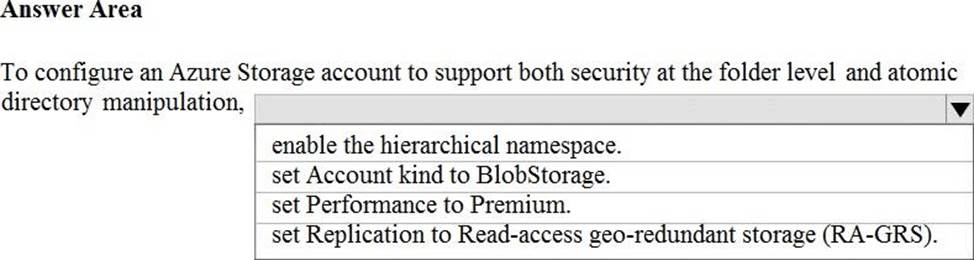 Answer Area
To configure an Azure Storage account to support both security at the folder level and atomic
directory manipulation,
enable the hierarchical namespace.
set Account kind to BlobStorage.
set Performance to Premium.
set Replication to Read-access geo-redundant storage (RA-GRS).